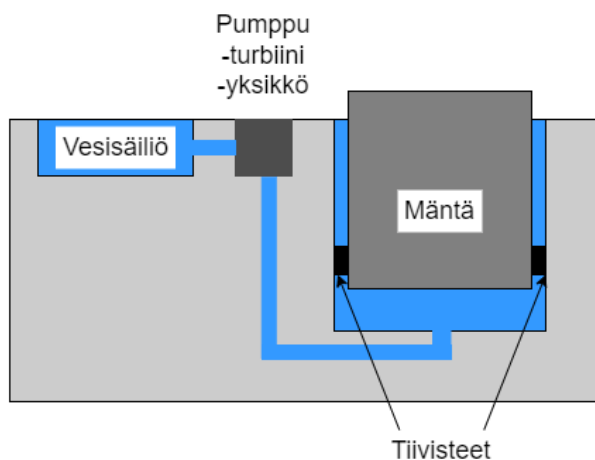 Pumppu
-turbiini
-yksikkö
Vesisäiliö
Mäntä
Tiivisteet